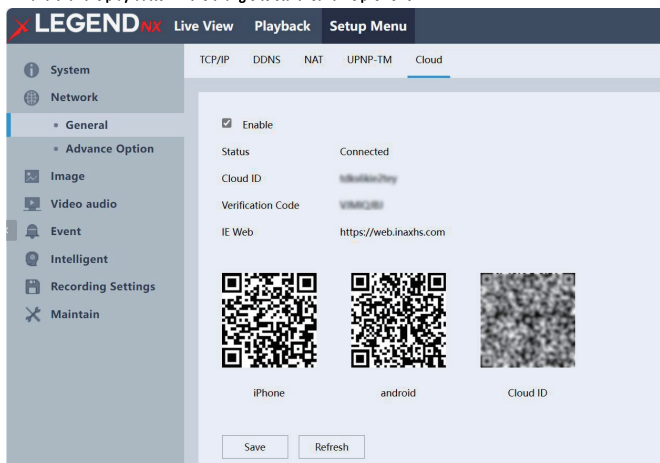 LEGEND NX Live View Playback Setup Menu
TCP/IP DDNS NAT UPNP-TM Cloud
System
Network
General
Advance Option
Image
Video audio
Event
Intelligent
Recording Settings
Maintain
Enable
Status Connected
Cloud ID
Verification Code
IE Web https://web.inaxhs.com
iPhone android Cloud ID
Save Refresh